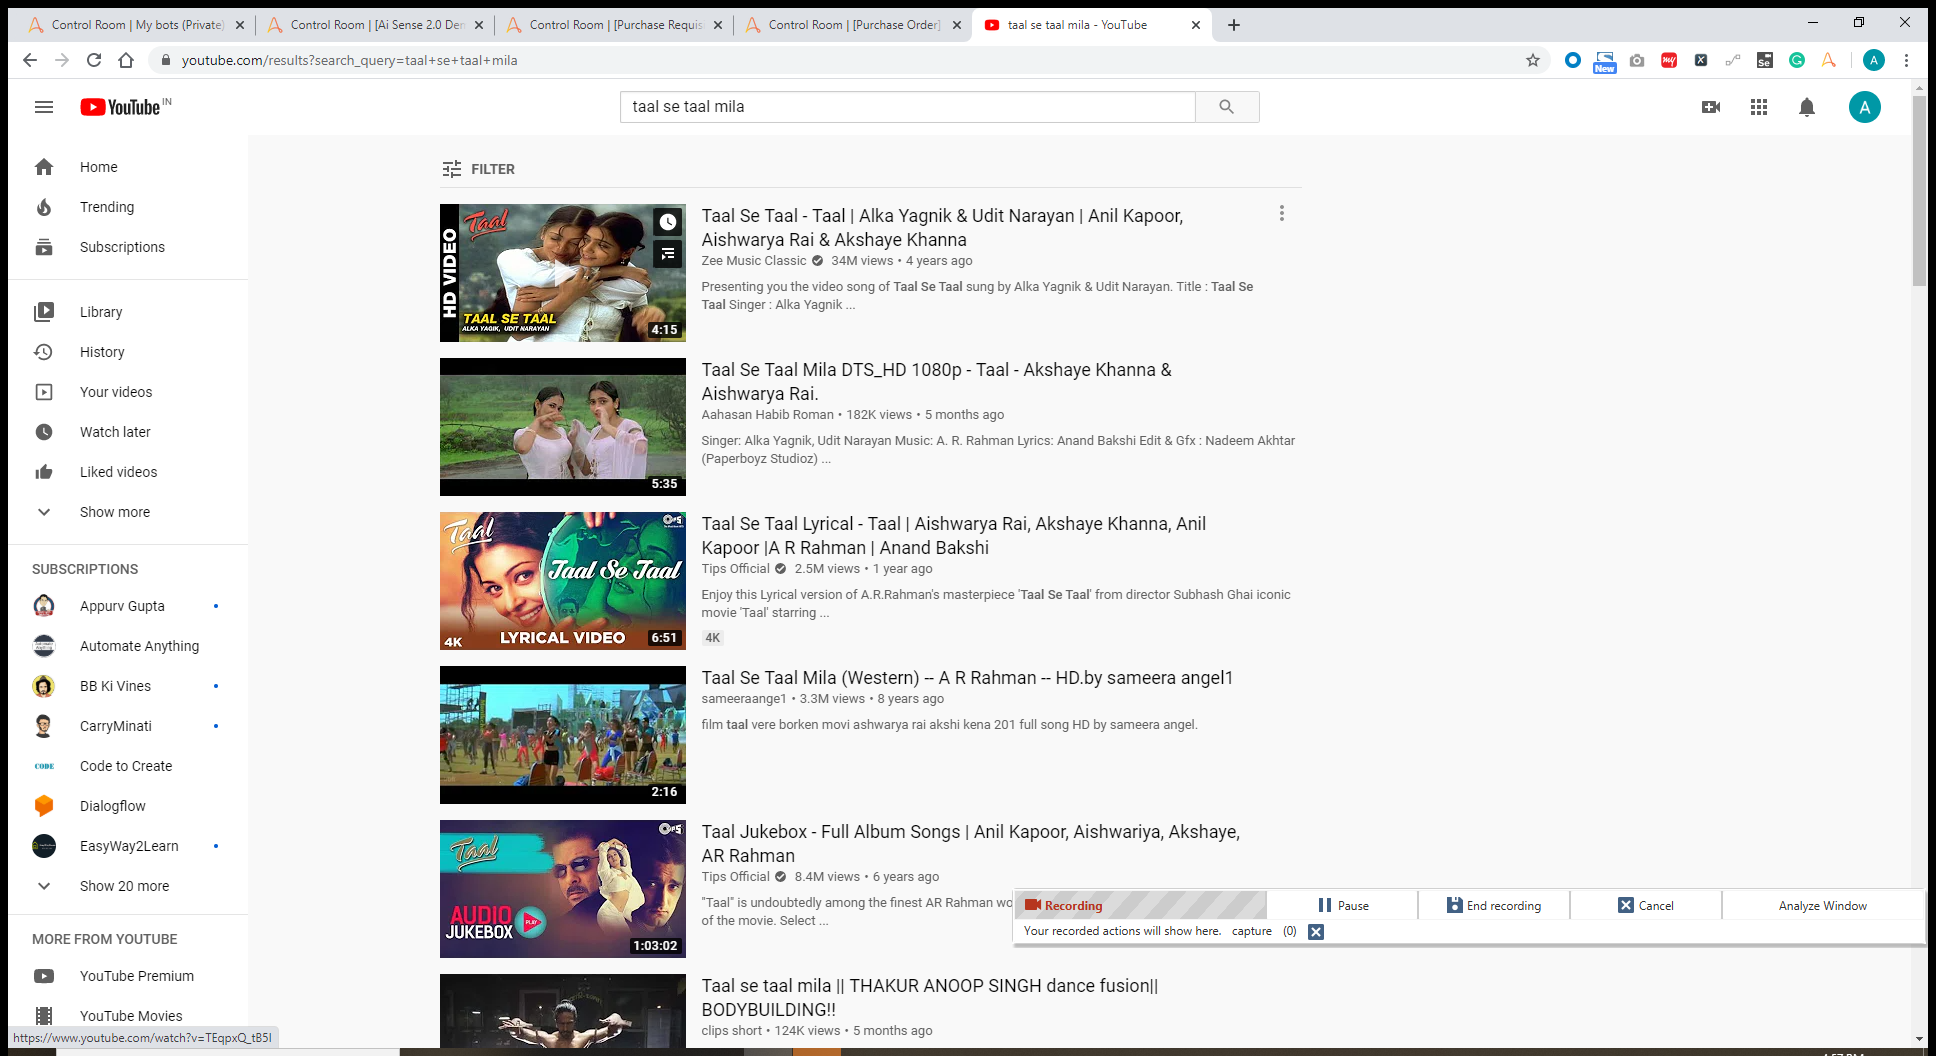 Control Room | My bots (Private)
Control Room | [Ai Sense 2.0 Den
Control Room | [Purchase Requis
Control Room | [Purchase Order]
taal se taal mila - YouTube
youtube.com/results?search_query=taal+se+taal+mila
New
my
Se
A
YouTube IN
taal se taal mila
A
Home
Trending
Subscriptions
Library
History
Your videos
Watch later
Liked videos
Show more
SUBSCRIPTIONS
Appurv Gupta
Automate Anything
BB Ki Vines
CarryMinati
CODE
Code to Create
Dialogflow
EasyWay2Learn
Show 20 more
MORE FROM YOUTUBE
YouTube Premium
YouTube Movies
https://www.youtube.com/watch?v=TEqpxQ_tB5I
FILTER
HD VIDEO
Taal
TAAL SE TAAL
ALKA YAGIK, UDIT NARAYAN
4:15
Taal Se Taal - Taal | Alka Yagnik & Udit Narayan | Anil Kapoor,
Aishwarya Rai & Akshaye Khanna
Zee Music Classic 34M views • 4 years ago
Presenting you the video song of Taal Se Taal sung by Alka Yagnik & Udit Narayan. Title : Taal Se
Taal Singer : Alka Yagnik ...
5:35
Taal Se Taal Mila DTS_HD 1080p - Taal - Akshaye Khanna &
Aishwarya Rai.
Aahasan Habib Roman • 182K views • 5 months ago
Singer: Alka Yagnik, Udit Narayan Music: A. R. Rahman Lyrics: Anand Bakshi Edit & Gfx : Nadeem Akhtar
(Paperboyz Studioz) ...
Taal
Tips
Taal Se Taal
4K
LYRICAL VIDEO
6:51
Taal Se Taal Lyrical - Taal | Aishwarya Rai, Akshaye Khanna, Anil
Kapoor |A R Rahman | Anand Bakshi
Tips Official 2.5M views • 1 year ago
Enjoy this Lyrical version of A.R.Rahman's masterpiece 'Taal Se Taal' from director Subhash Ghai iconic
movie 'Taal' starring ...
4K
2:16
Taal Se Taal Mila (Western) -- A R Rahman -- HD.by sameera angel1
sameeraange1 • 3.3M views • 8 years ago
film taal vere borken movi ashwarya rai akshi kena 201 full song HD by sameera angel.
Taal
Tips
AUDIO
JUKEBOX
PLAY
1:03:02
Taal Jukebox - Full Album Songs | Anil Kapoor, Aishwariya, Akshaye,
AR Rahman
Tips Official 8.4M views • 6 years ago
"Taal" is undoubtedly among the finest AR Rahman wo
of the movie. Select ...
Taal se taal mila || THAKUR ANOOP SINGH dance fusion||
BODYBUILDING!!
clips short • 124K views • 5 months ago
Recording
Pause
End recording
Cancel
Analyze Window
Your recorded actions will show here. capture (0)